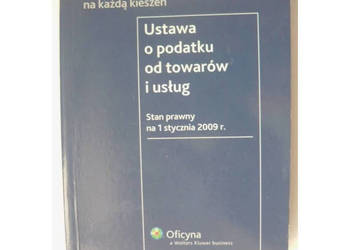 na każdą kieszeń
Ustawa
o podatku
od towarów
i usług
Stan prawny
na 1 stycznia 2009 r.
Oficyna
a Wolters Kluwer business